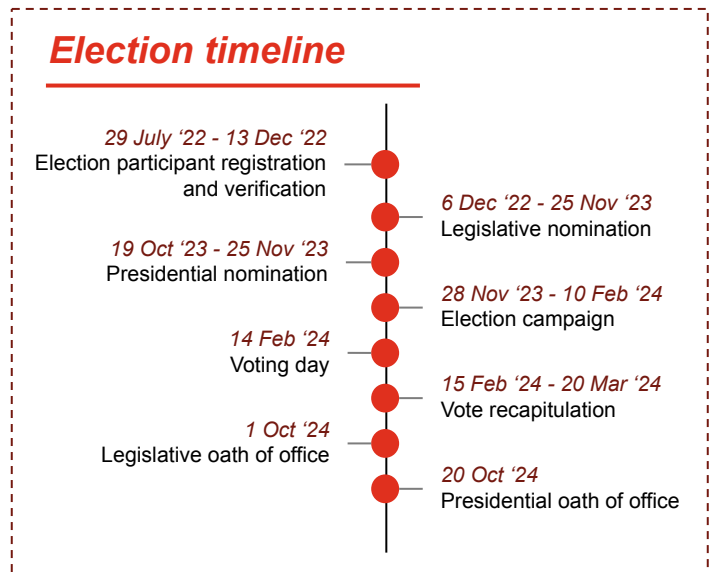 Election timeline
29 July ‘22 - 13 Dec ‘22
Election participant registration
and verification
6 Dec ‘22 - 25 Nov ‘23
Legislative nomination
19 Oct ‘23 - 25 Nov ‘23
Presidential nomination
28 Nov ‘23 - 10 Feb ‘24
Election campaign
14 Feb ‘24
Voting day
15 Feb ‘24 - 20 Mar ‘24
Vote recapitulation
1 Oct ‘24
Legislative oath of office
20 Oct ‘24
Presidential oath of office